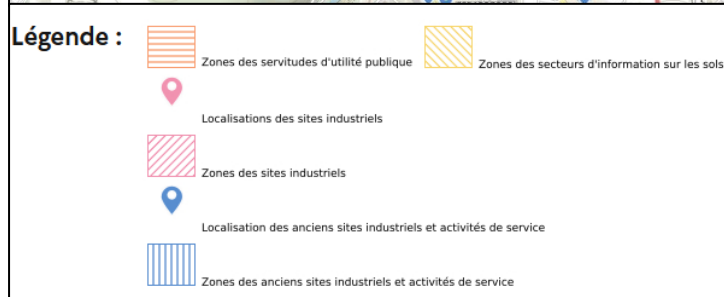 Légende :
Zones des servitudes d'utilité publique
Zones des secteurs d'information sur les sols
Localisations des sites industriels
Zones des sites industriels
Localisation des anciens sites industriels et activités de service
Zones des anciens sites industriels et activités de service